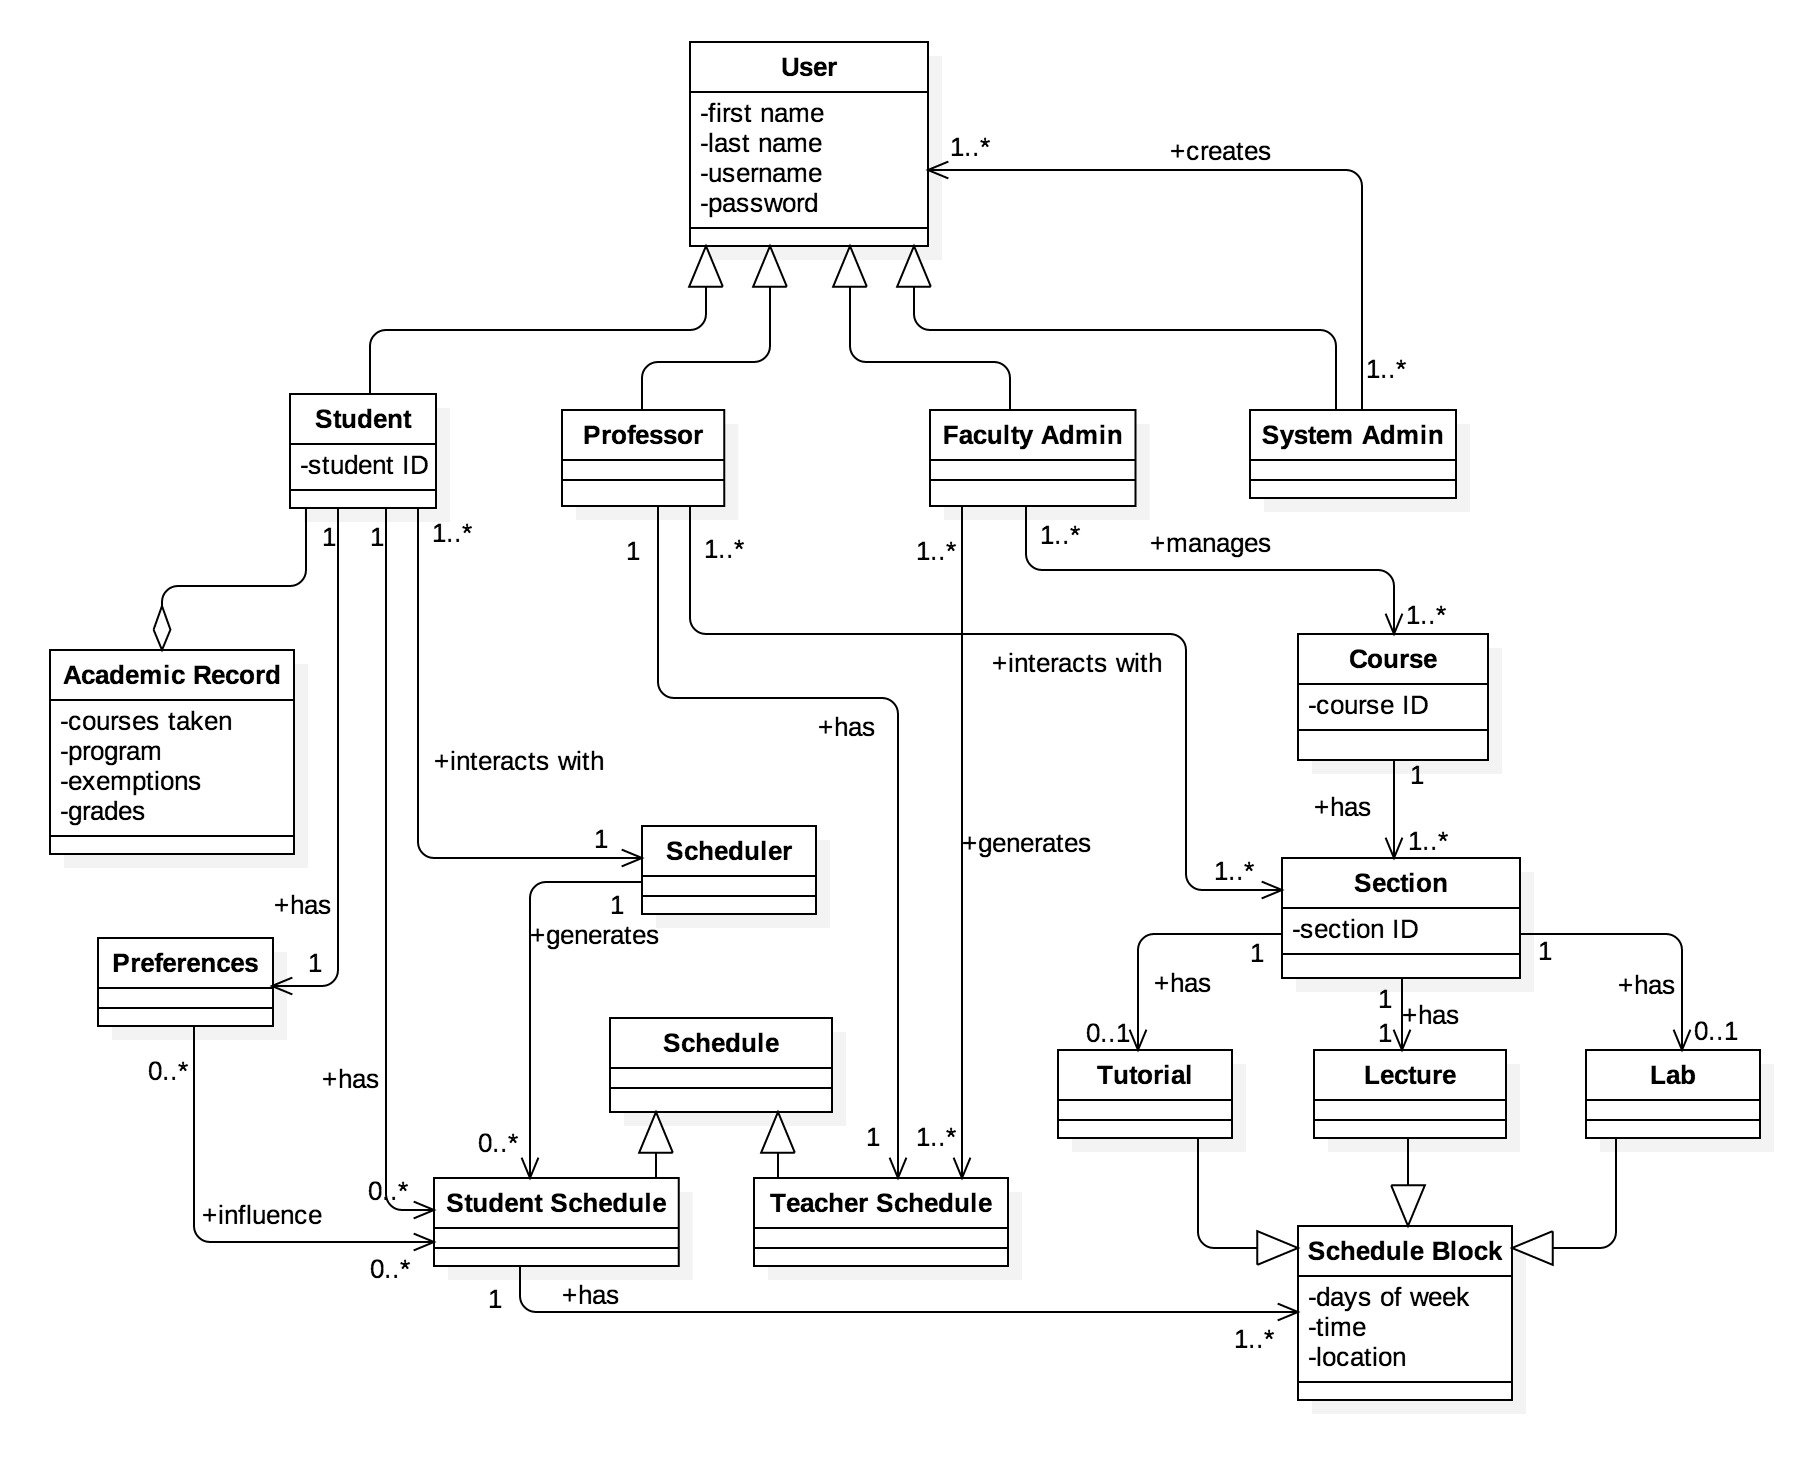 User
-first name
-last name
-username
-password
1..*
+creates
1..*
Student
-student ID
Professor
Faculty Admin
System Admin
1
1
1..*
1
1..*
1..*
1..*
+manages
1..*
Academic Record
-courses taken
-program
-exemptions
-grades
+interacts with
+interacts with
+has
Course
-course ID
1
+has
1..*
1
Scheduler
1
+generates
+generates
1..*
Section
-section ID
1
1
+has
1
Preferences
+has
1
+has
+has
0..1
1
0..1
0..*
+has
Schedule
Tutorial
Lecture
Lab
0..*
1
1..*
0..*
+influence
0..*
Student Schedule
Teacher Schedule
1
+has
1..*
Schedule Block
-days of week
-time
-location